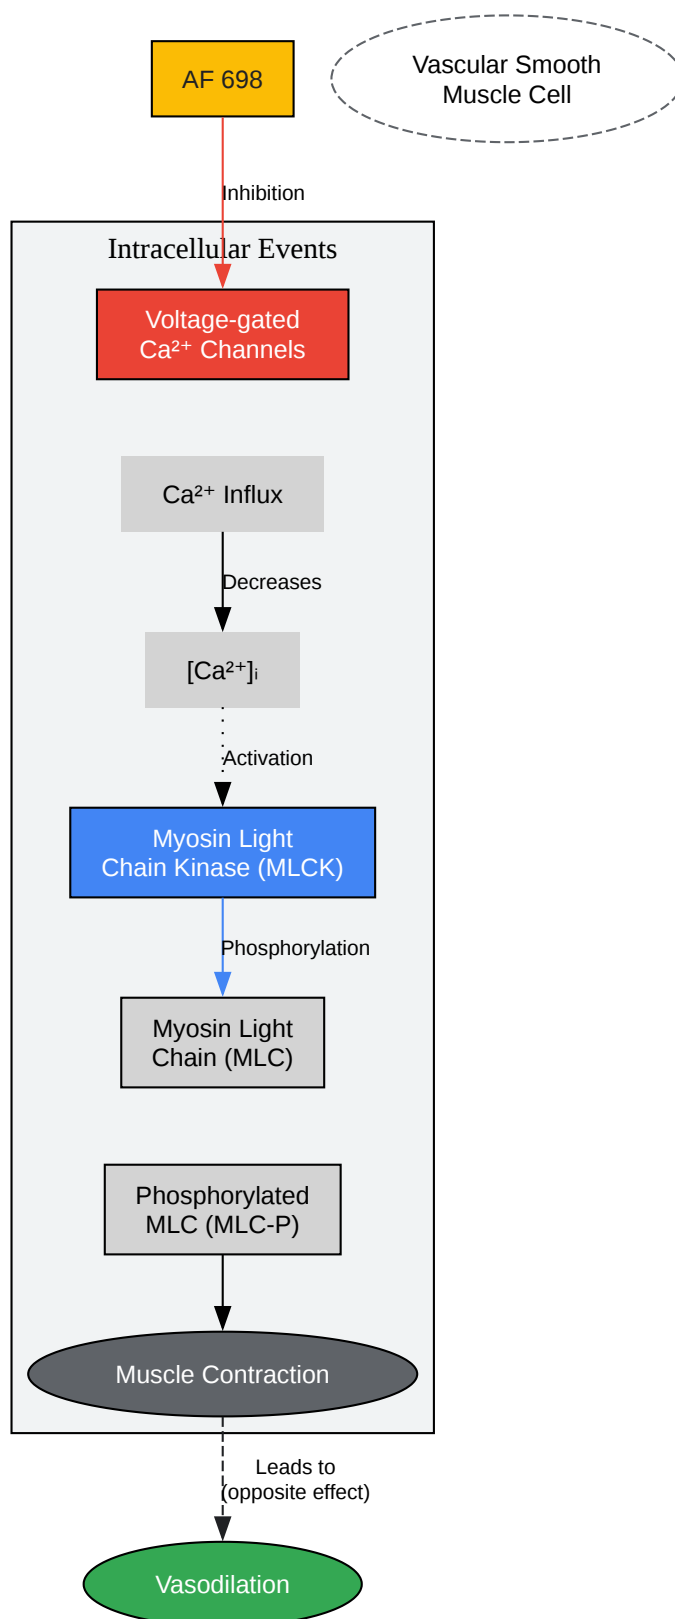 AF 698
Vascular Smooth
Muscle Cell
Inhibition
Intracellular Events
Voltage-gated
Ca²⁺ Channels
Ca²⁺ Influx
Decreases
[Ca²⁺]ᵢ
Activation
Myosin Light
Chain Kinase (MLCK)
Phosphorylation
Myosin Light
Chain (MLC)
Phosphorylated
MLC (MLC-P)
Muscle Contraction
Leads to
(opposite effect)
Vasodilation